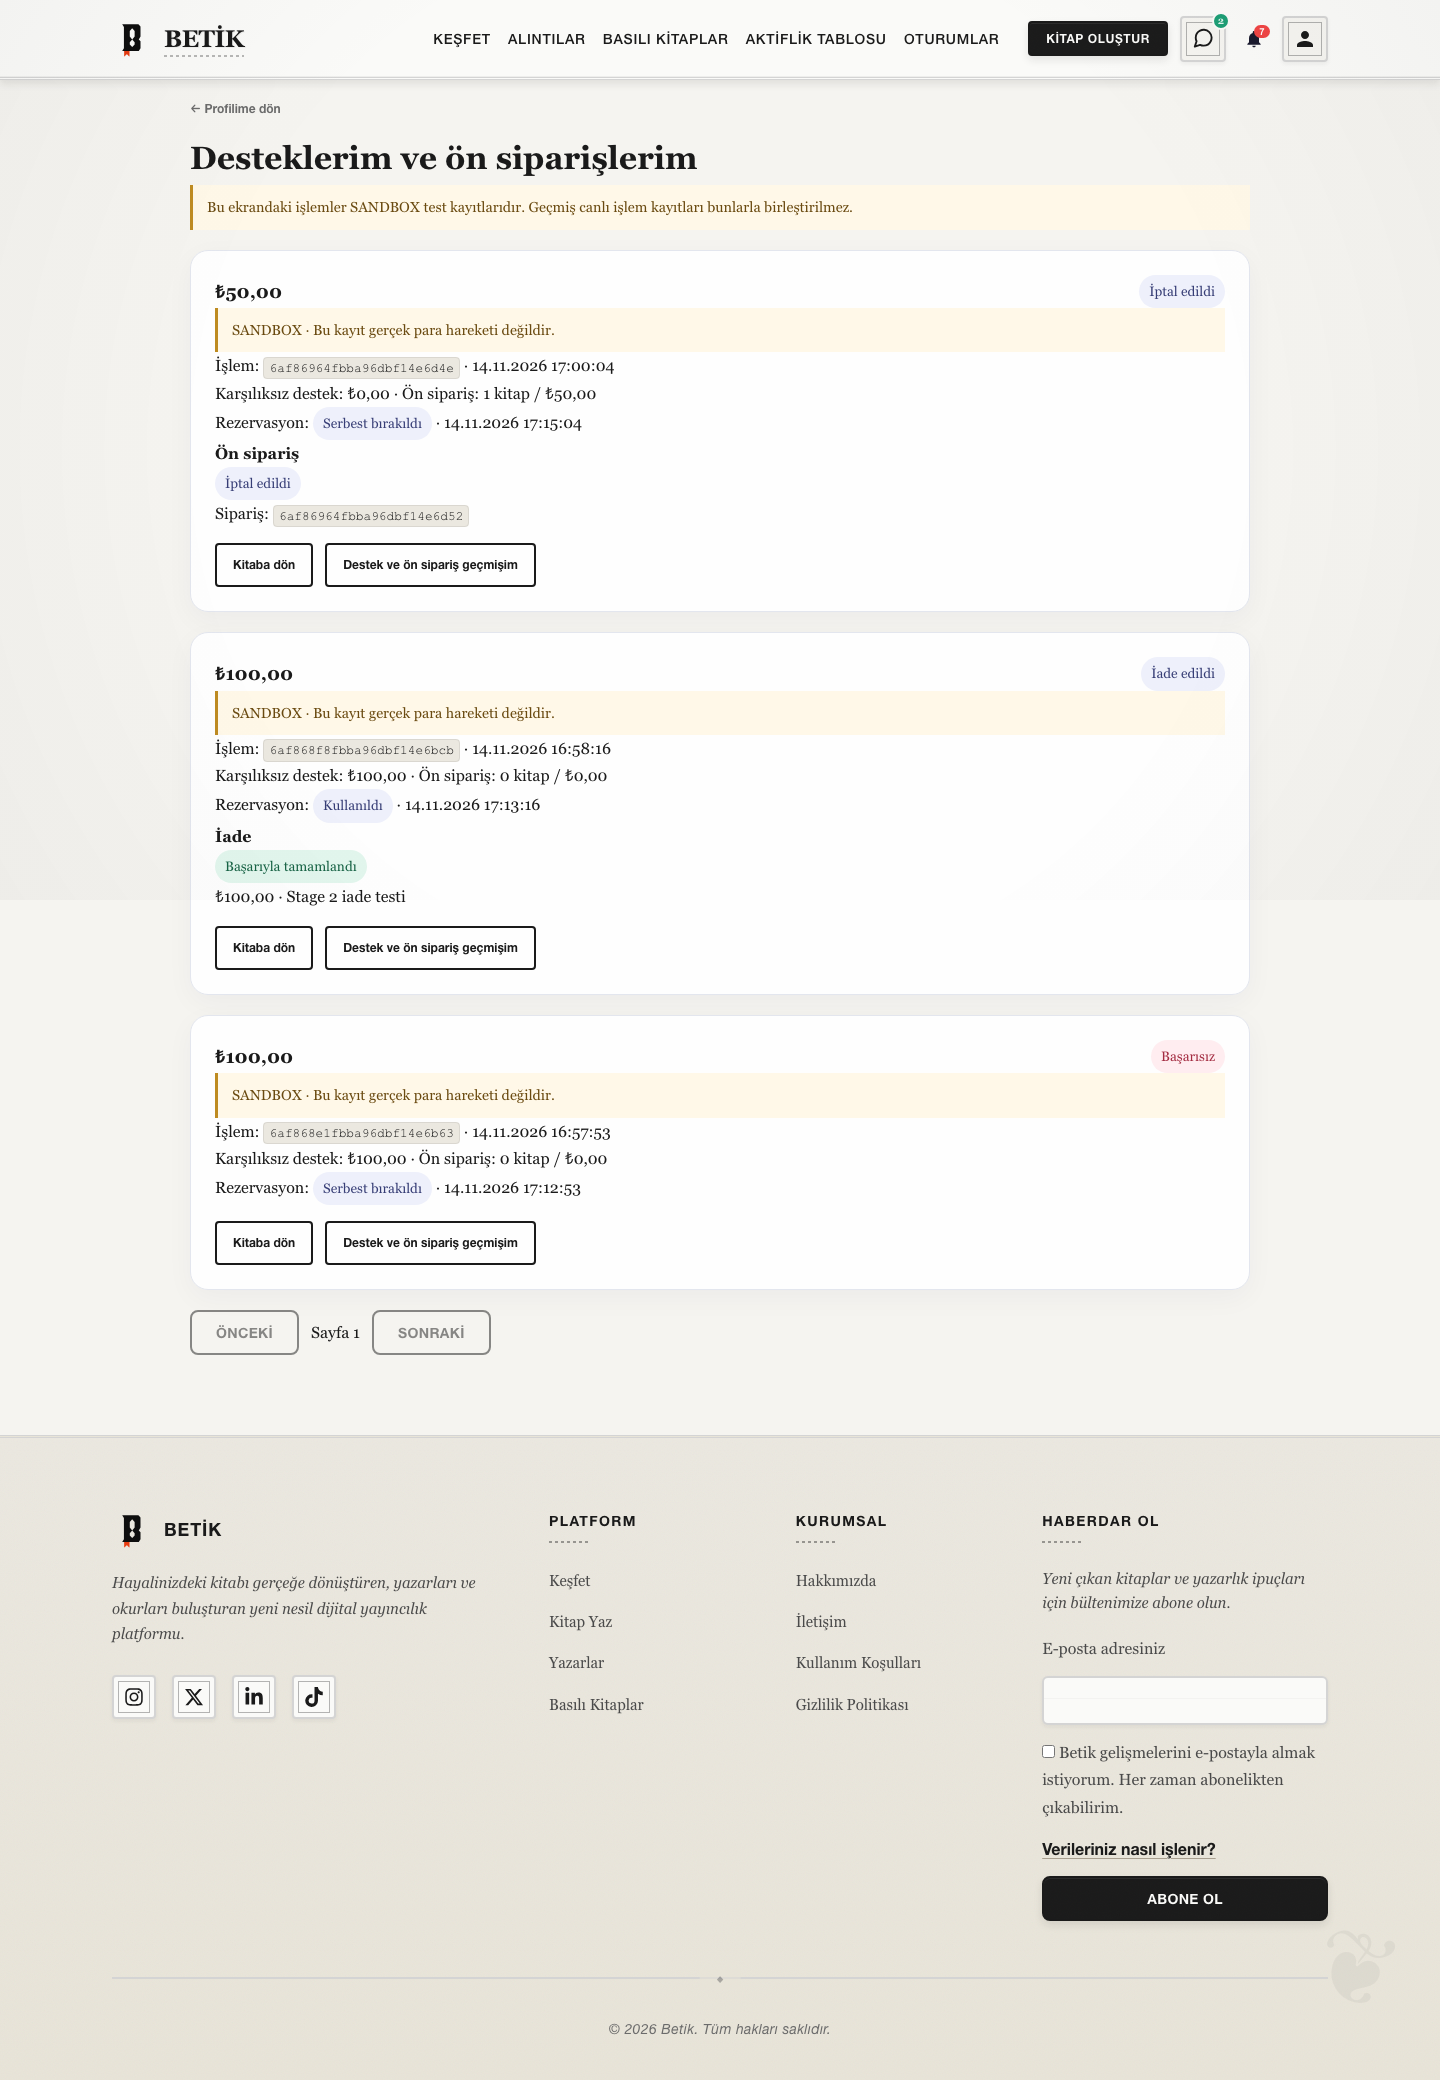 BETİK
KEŞFET ALINTILAR BASILI KİTAPLAR AKTİFLİK TABLOSU OTURUMLAR KİTAP OLUŞTUR 2 7
← Profilime dön
Desteklerim ve ön siparişlerim
Bu ekrandaki işlemler SANDBOX test kayıtlarıdır. Geçmiş canlı işlem kayıtları bunlarla birleştirilmez.
₺50,00 İptal edildi
SANDBOX · Bu kayıt gerçek para hareketi değildir.
İşlem: 6af86964fbba96dbf14e6d4e · 14.11.2026 17:00:04
Karşılıksız destek: ₺0,00 · Ön sipariş: 1 kitap / ₺50,00
Rezervasyon: Serbest bırakıldı · 14.11.2026 17:15:04
Ön sipariş
İptal edildi
Sipariş: 6af86964fbba96dbf14e6d52
Kitaba dön Destek ve ön sipariş geçmişim
₺100,00 İade edildi
SANDBOX · Bu kayıt gerçek para hareketi değildir.
İşlem: 6af868f8fbba96dbf14e6bcb · 14.11.2026 16:58:16
Karşılıksız destek: ₺100,00 · Ön sipariş: 0 kitap / ₺0,00
Rezervasyon: Kullanıldı · 14.11.2026 17:13:16
İade
Başarıyla tamamlandı
₺100,00 · Stage 2 iade testi
Kitaba dön Destek ve ön sipariş geçmişim
₺100,00 Başarısız
SANDBOX · Bu kayıt gerçek para hareketi değildir.
İşlem: 6af868e1fbba96dbf14e6b63 · 14.11.2026 16:57:53
Karşılıksız destek: ₺100,00 · Ön sipariş: 0 kitap / ₺0,00
Rezervasyon: Serbest bırakıldı · 14.11.2026 17:12:53
Kitaba dön Destek ve ön sipariş geçmişim
ÖNCEKİ Sayfa 1 SONRAKİ
BETİK
Hayalinizdeki kitabı gerçeğe dönüştüren, yazarları ve
okurları buluşturan yeni nesil dijital yayıncılık
platformu.
PLATFORM
Keşfet
Kitap Yaz
Yazarlar
Basılı Kitaplar
KURUMSAL
Hakkımızda
İletişim
Kullanım Koşulları
Gizlilik Politikası
HABERDAR OL
Yeni çıkan kitaplar ve yazarlık ipuçları
için bültenimize abone olun.
E-posta adresiniz
Betik gelişmelerini e-postayla almak
istiyorum. Her zaman abonelikten
çıkabilirim.
Verileriniz nasıl işlenir?
ABONE OL
© 2026 Betik. Tüm hakları saklıdır.